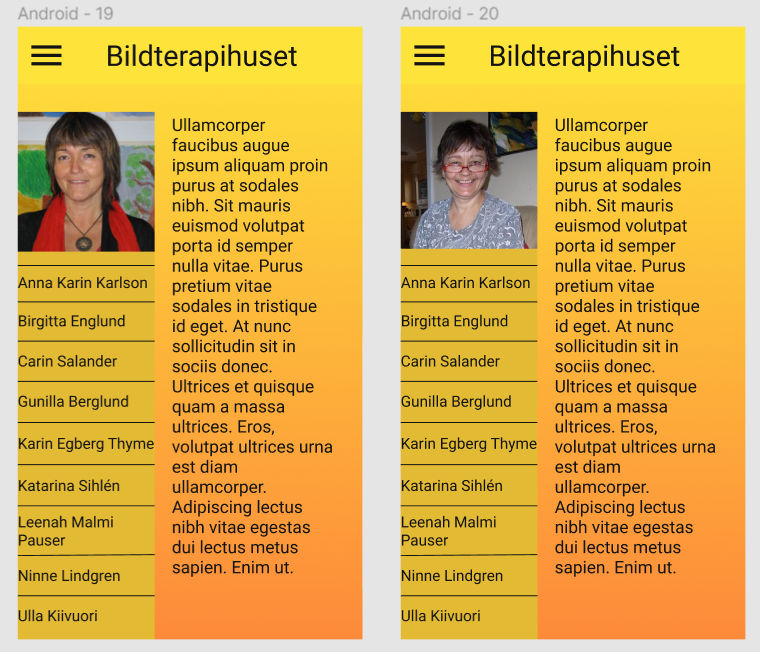 Android - 19
Bildterapihuset
Ullamcorper
faucibus augue
ipsum aliquam proin
purus at sodales
nibh. Sit mauris
euismod volutpat
porta id semper
nulla vitae. Purus
pretium vitae
sodales in tristique
id eget. At nunc
sollicitudin sit in
sociis donec.
Ultrices et quisque
quam a massa
ultrices. Eros,
volutpat ultrices urna
est diam
ullamcorper.
Adipiscing lectus
nibh vitae egestas
dui lectus metus
sapien. Enim ut.
Anna Karin Karlson
Birgitta Englund
Carin Salander
Gunilla Berglund
Karin Egberg Thyme
Katarina Sihlén
Leenah Malmi
Pauser
Ninne Lindgren
Ulla Kiivuori
Android - 20
Bildterapihuset
Ullamcorper
faucibus augue
ipsum aliquam proin
purus at sodales
nibh. Sit mauris
euismod volutpat
porta id semper
nulla vitae. Purus
pretium vitae
sodales in tristique
id eget. At nunc
sollicitudin sit in
sociis donec.
Ultrices et quisque
quam a massa
ultrices. Eros,
volutpat ultrices urna
est diam
ullamcorper.
Adipiscing lectus
nibh vitae egestas
dui lectus metus
sapien. Enim ut.
Anna Karin Karlson
Birgitta Englund
Carin Salander
Gunilla Berglund
Karin Egberg Thyme
Katarina Sihlén
Leenah Malmi
Pauser
Ninne Lindgren
Ulla Kiivuori